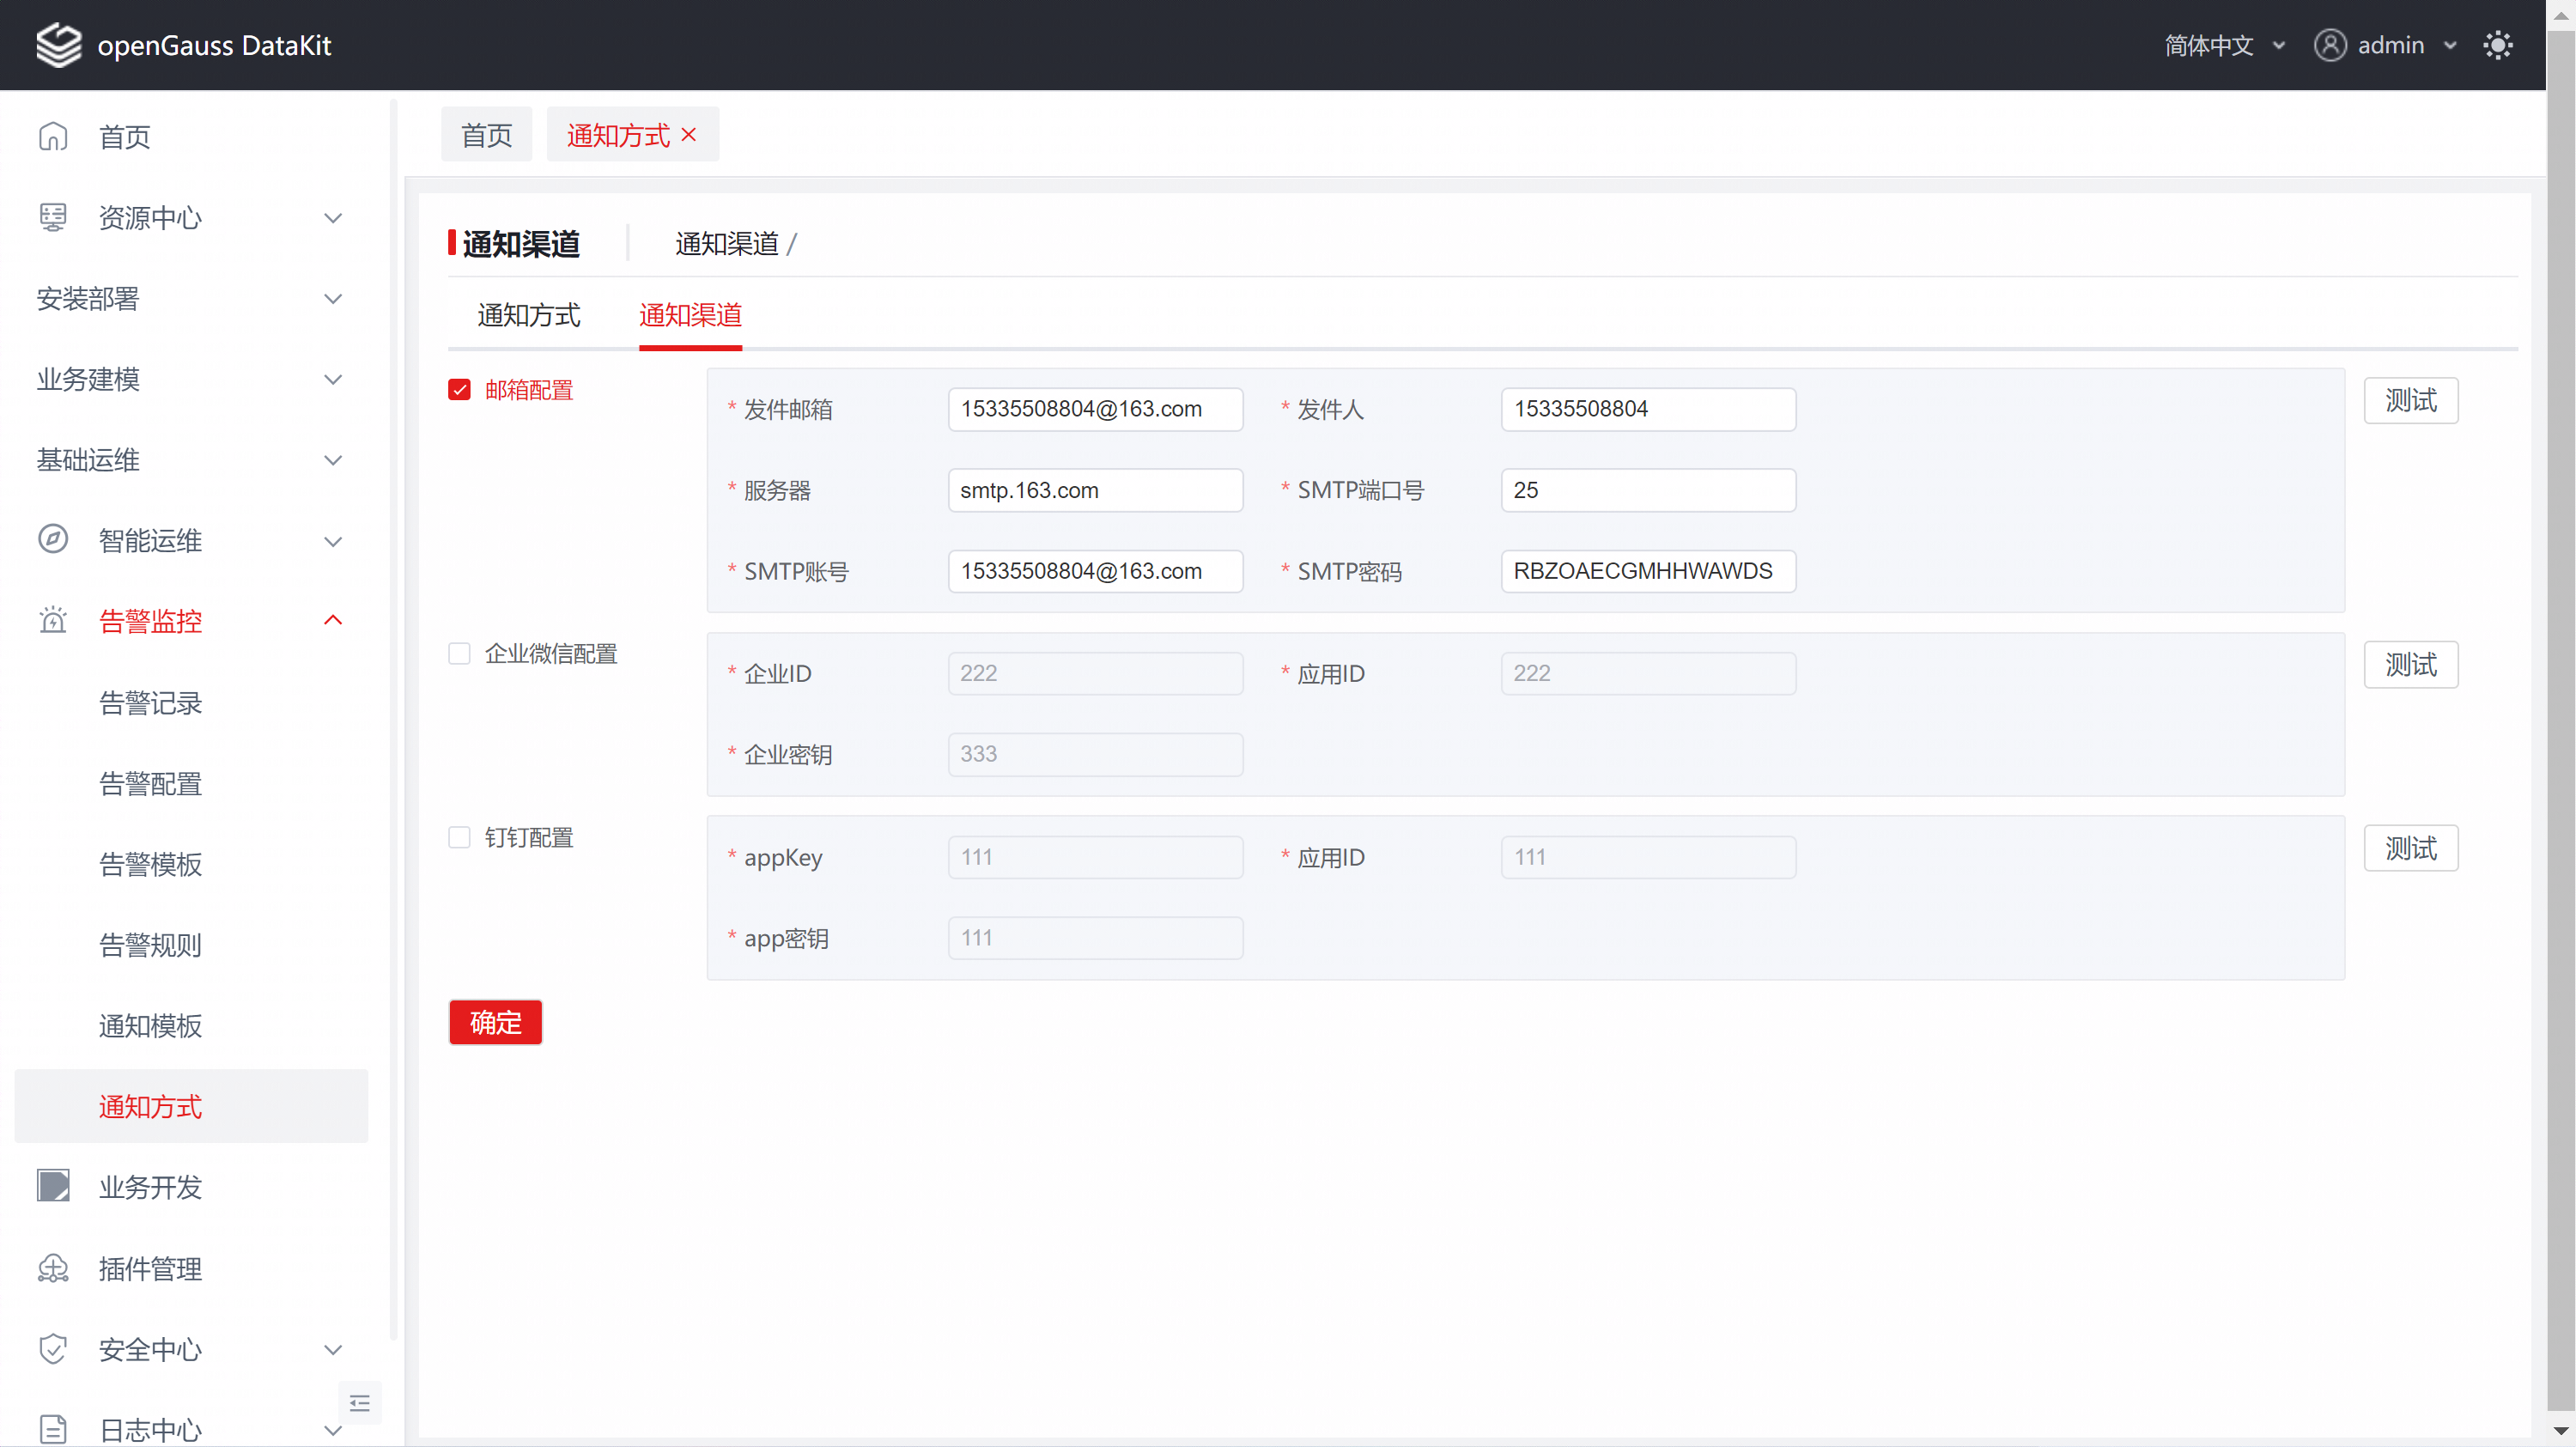 openGauss DataKit
简体中文
admin
首页
资源中心
安装部署
业务建模
基础运维
智能运维
告警监控
告警记录
告警配置
告警模板
告警规则
通知模板
通知方式
业务开发
插件管理
安全中心
日志中心
首页
通知方式
通知渠道
通知渠道 /
通知方式
通知渠道
邮箱配置
* 发件邮箱
15335508804@163.com
* 发件人
15335508804
测试
* 服务器
smtp.163.com
* SMTP端口号
25
* SMTP账号
15335508804@163.com
* SMTP密码
RBZOAECGMHHWAWDS
企业微信配置
* 企业ID
222
* 应用ID
222
测试
* 企业密钥
333
钉钉配置
* appKey
111
* 应用ID
111
测试
* app密钥
111
确定